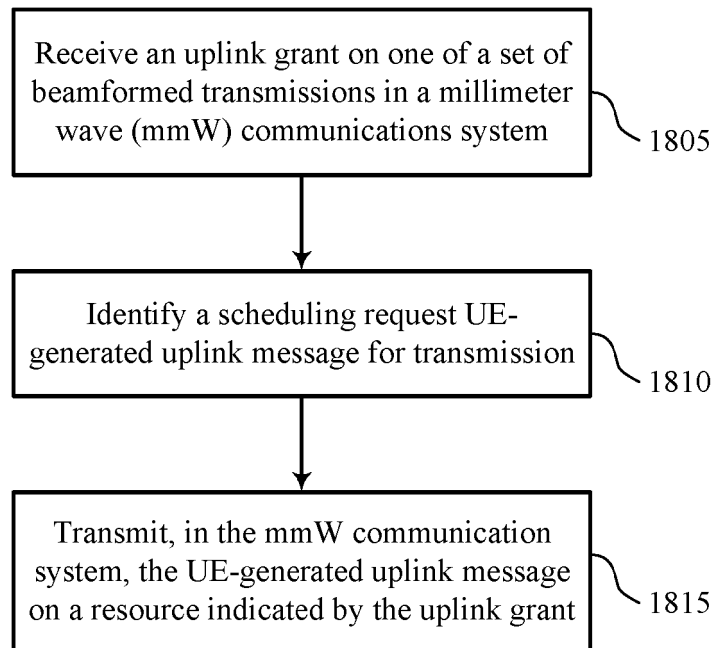 Receive an uplink grant on one of a set of
beamformed transmissions in a millimeter
wave (mmW) communications system
1805
Identify a scheduling request UE-
generated uplink message for transmission
1810
Transmit, in the mmW communication
system, the UE-generated uplink message
on a resource indicated by the uplink grant
1815